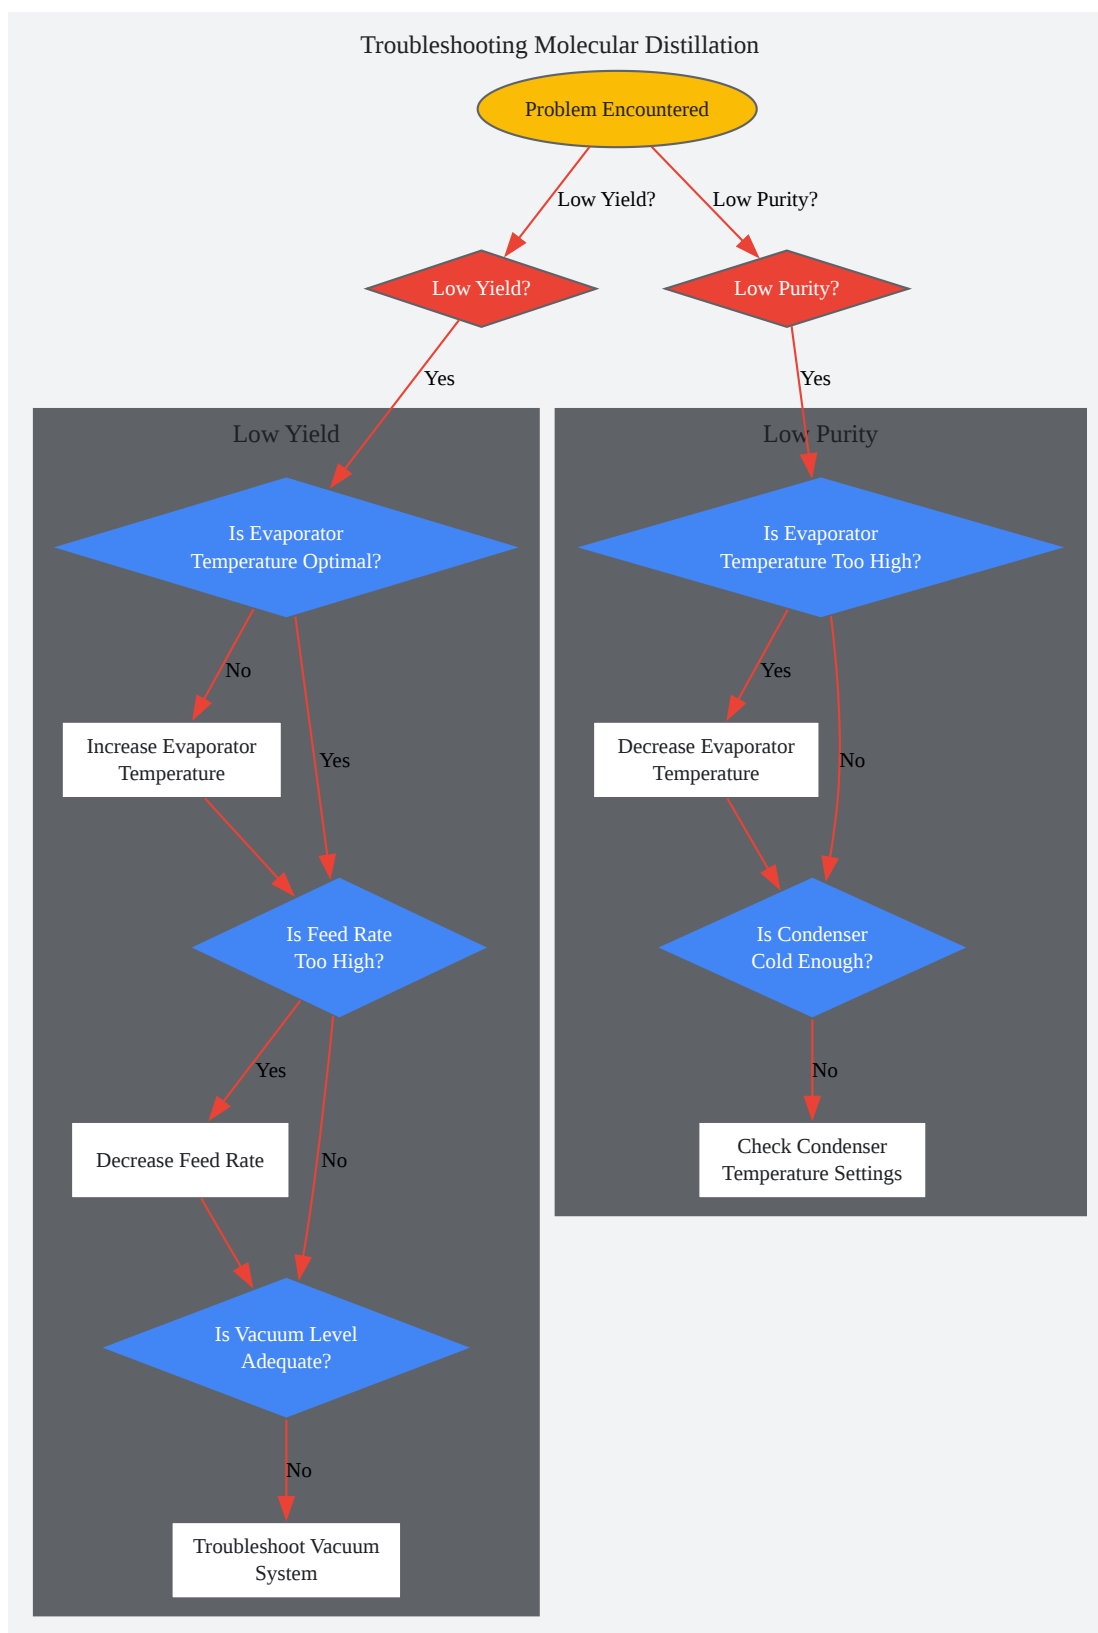 Troubleshooting Molecular Distillation
Problem Encountered
Low Yield?
Low Purity?
Low Yield?
Low Purity?
Yes
Yes
Low Yield
Is Evaporator
Temperature Optimal?
No
Increase Evaporator
Temperature
Yes
Is Feed Rate
Too High?
Yes
Decrease Feed Rate
No
Is Vacuum Level
Adequate?
No
Troubleshoot Vacuum
System
Low Purity
Is Evaporator
Temperature Too High?
Yes
Decrease Evaporator
Temperature
No
Is Condenser
Cold Enough?
No
Check Condenser
Temperature Settings